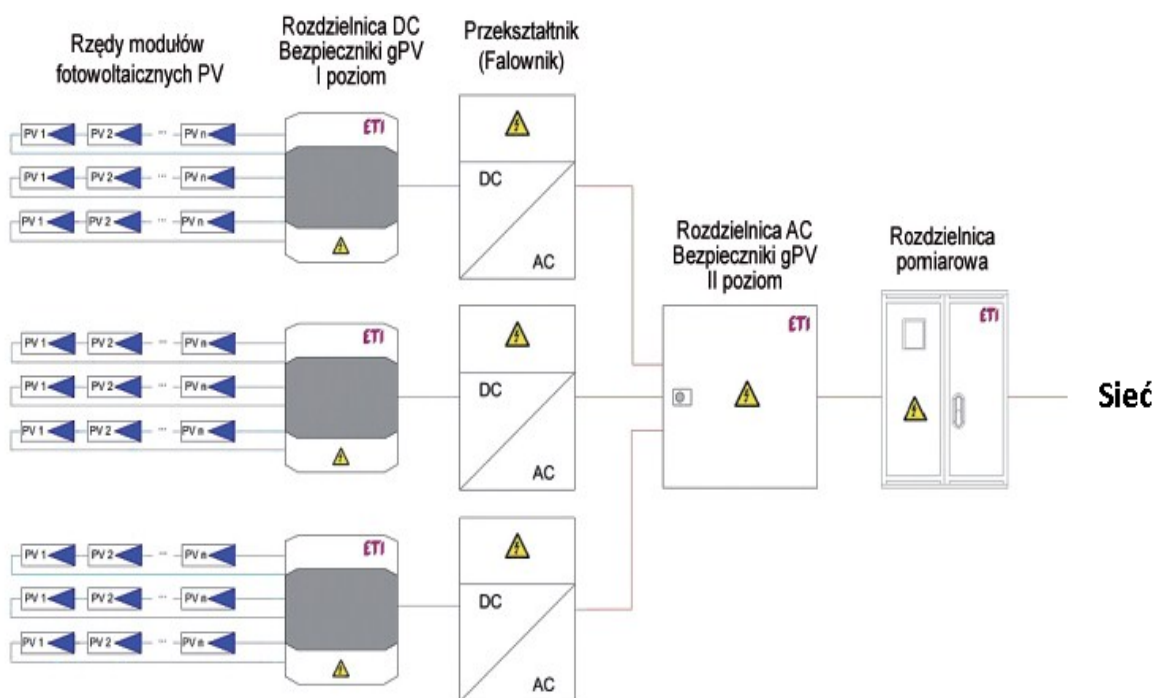 Rzędy modułów
fotowoltaicznych PV
Rozdzielnica DC
Bezpieczniki gPV
I poziom
Przekształtnik
(Falownik)
PV 1 PV 2 ... PV n
PV 1 PV 2 ... PV n
PV 1 PV 2 ... PV n
ETI
DC
AC
PV 1 PV 2 ... PV n
PV 1 PV 2 ... PV n
PV 1 PV 2 ... PV n
ETI
DC
AC
PV 1 PV 2 ... PV n
PV 1 PV 2 ... PV n
PV 1 PV 2 ... PV n
ETI
DC
AC
Rozdzielnica AC
Bezpieczniki gPV
II poziom
ETI
Rozdzielnica
pomiarowa
ETI
Sieć